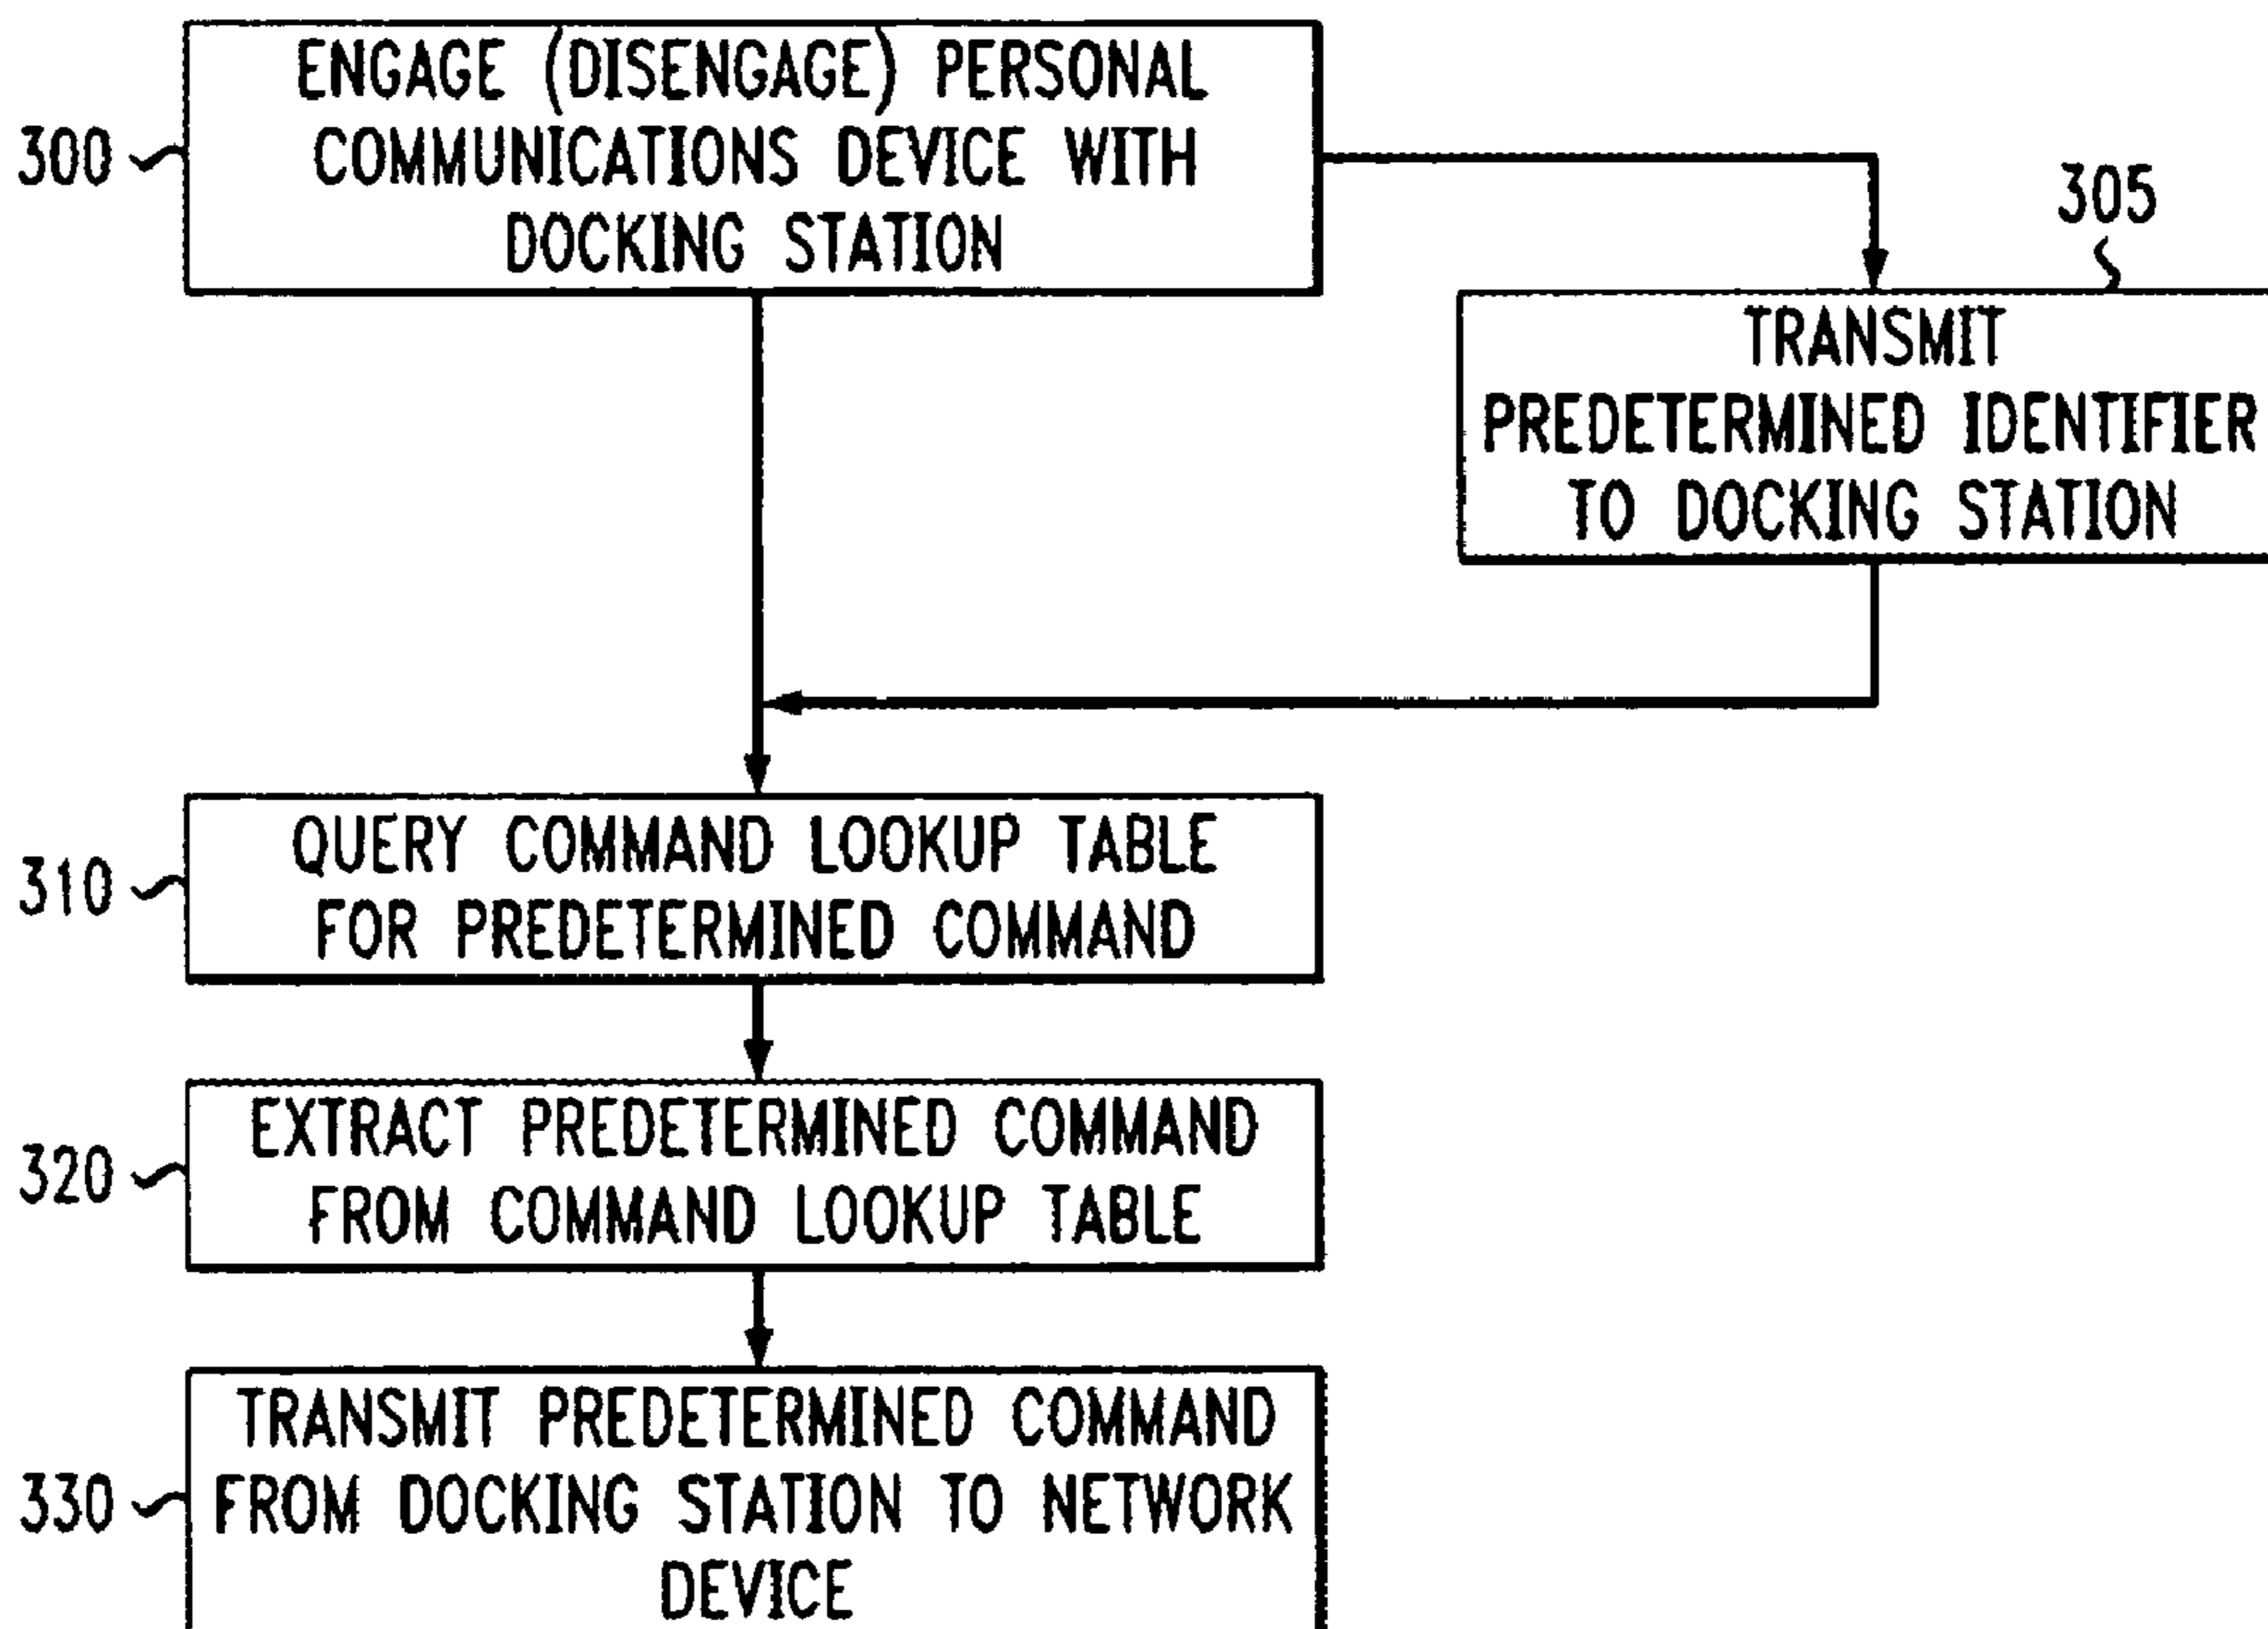 300
ENGAGE (DISENGAGE) PERSONAL
COMMUNICATIONS DEVICE WITH
DOCKING STATION
305
TRANSMIT
PREDETERMINED IDENTIFIER
TO DOCKING STATION
310
QUERY COMMAND LOOKUP TABLE
FOR PREDETERMINED COMMAND
320
EXTRACT PREDETERMINED COMMAND
FROM COMMAND LOOKUP TABLE
330
TRANSMIT PREDETERMINED COMMAND
FROM DOCKING STATION TO NETWORK
DEVICE